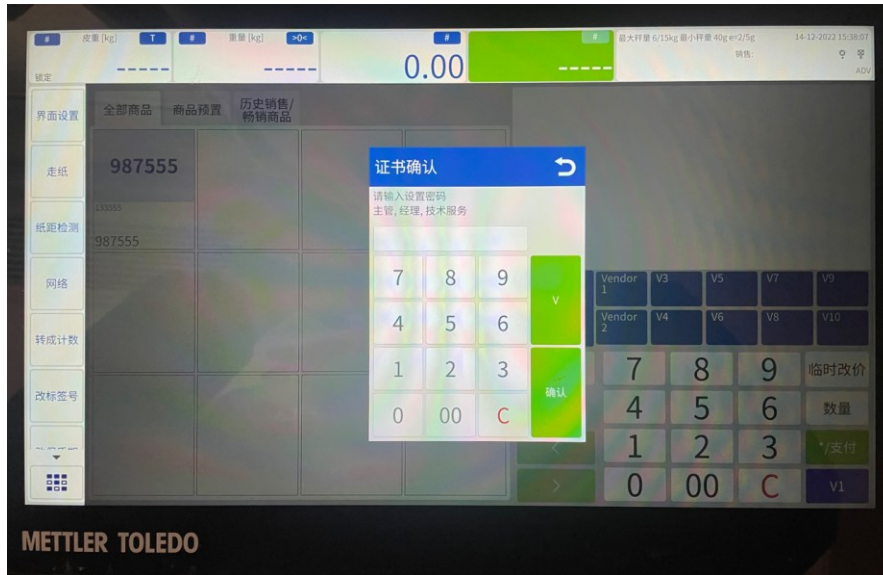 # 皮重 [kg] T
锁定 -----
# 重量 [kg] >0<
-----
#
0.00
#
-----
最大秤量 6/15kg 最小秤量 40g e=2/5g
14-12-2022 15:38:07
销售:
ADV
界面设置
走纸
纸距检测
网络
转成计数
改标签号
全部商品
商品预置
历史销售/
畅销商品
987555
133555
987555
证书确认
请输入设置密码
主管, 经理, 技术服务
7 8 9
V
4 5 6
1 2 3
确认
0 00 C
Vendor
1
V3 V5 V7 V9
Vendor
2
V4 V6 V8 V10
7 8 9 临时改价
4 5 6 数量
< 1 2 3 */支付
> 0 00 C V1
METTLER TOLEDO